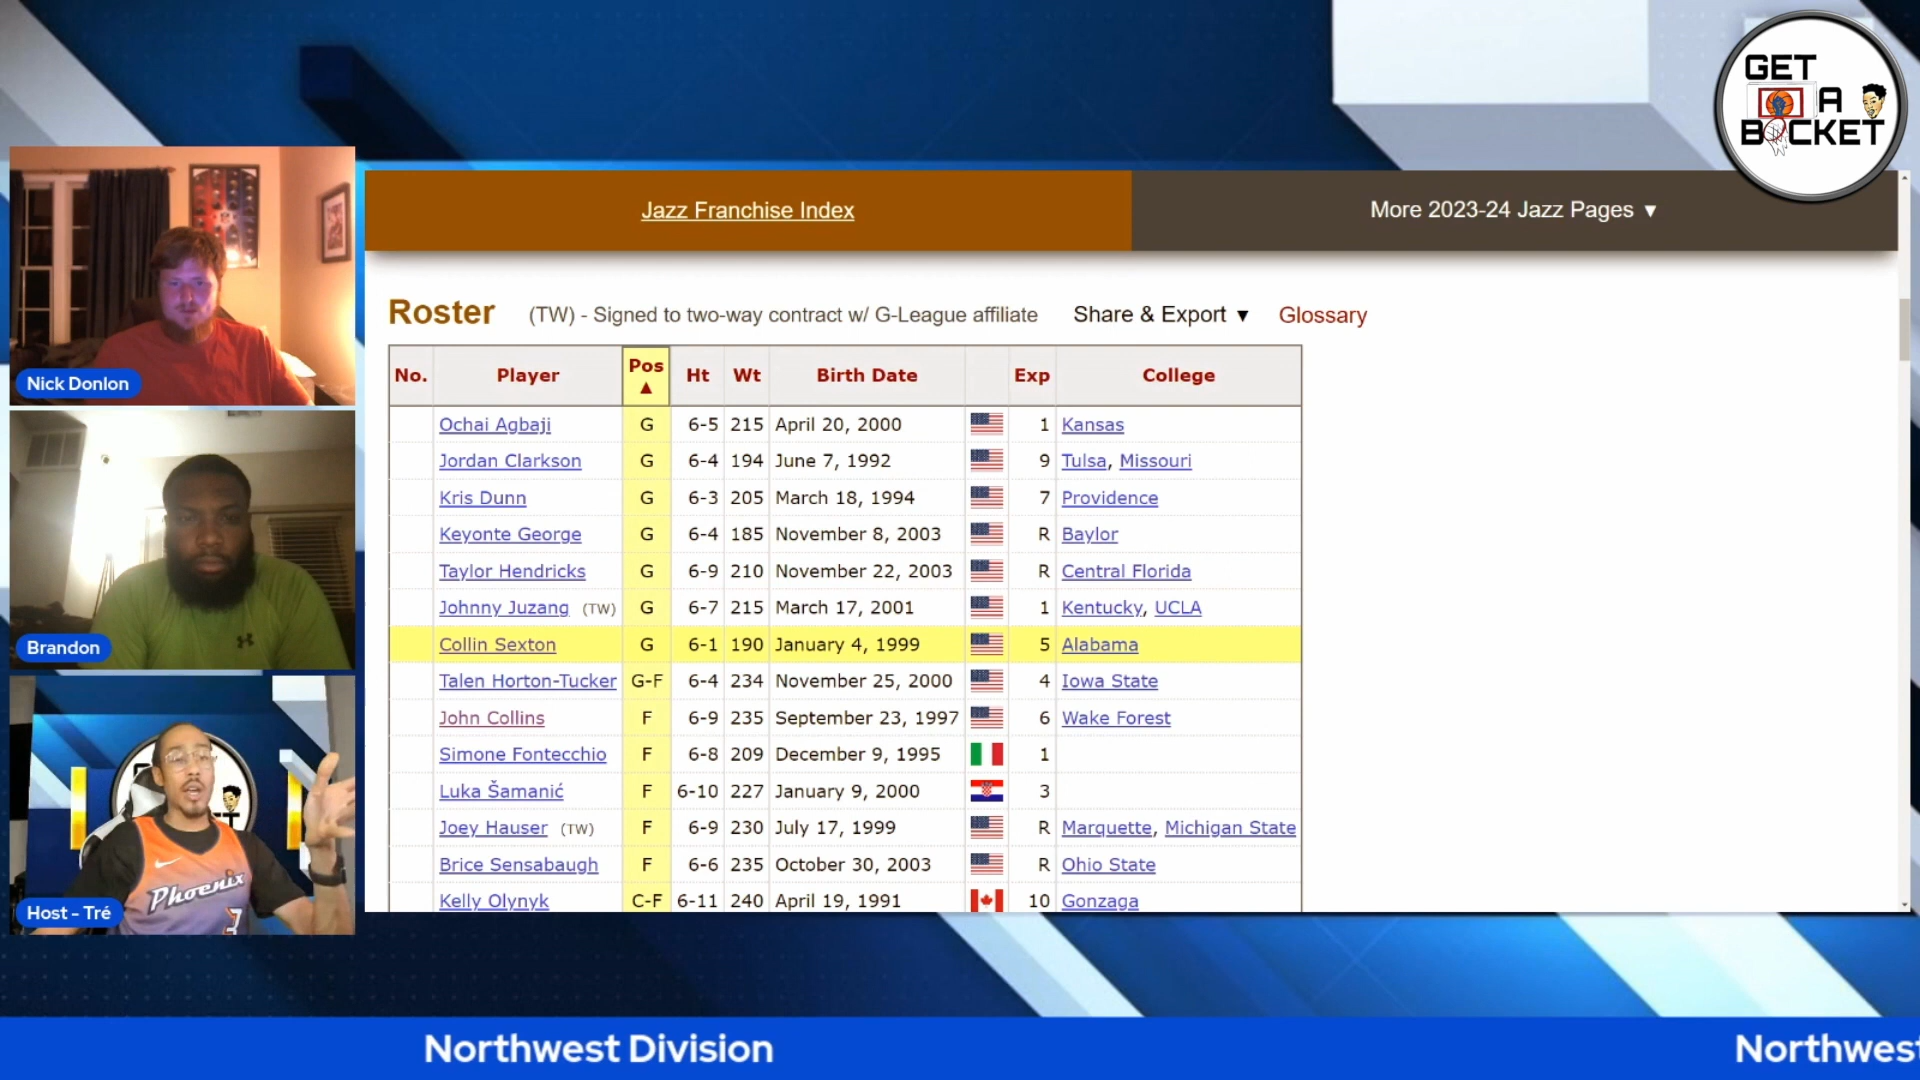 GET
A
BUCKET
Jazz Franchise Index
More 2023-24 Jazz Pages ▼
Roster (TW) - Signed to two-way contract w/ G-League affiliate Share & Export ▼ Glossary
No. Player Pos ▲ Ht Wt Birth Date Exp College
Ochai Agbaji G 6-5 215 April 20, 2000 1 Kansas
Jordan Clarkson G 6-4 194 June 7, 1992 9 Tulsa, Missouri
Kris Dunn G 6-3 205 March 18, 1994 7 Providence
Keyonte George G 6-4 185 November 8, 2003 R Baylor
Taylor Hendricks G 6-9 210 November 22, 2003 R Central Florida
Johnny Juzang (TW) G 6-7 215 March 17, 2001 1 Kentucky, UCLA
Collin Sexton G 6-1 190 January 4, 1999 5 Alabama
Talen Horton-Tucker G-F 6-4 234 November 25, 2000 4 Iowa State
John Collins F 6-9 235 September 23, 1997 6 Wake Forest
Simone Fontecchio F 6-8 209 December 9, 1995 1
Luka Šamanić F 6-10 227 January 9, 2000 3
Joey Hauser (TW) F 6-9 230 July 17, 1999 R Marquette, Michigan State
Brice Sensabaugh F 6-6 235 October 30, 2003 R Ohio State
Kelly Olynyk C-F 6-11 240 April 19, 1991 10 Gonzaga
Nick Donlon
Brandon
Phoenix
3
Host - Tré
Northwest Division
Northwest